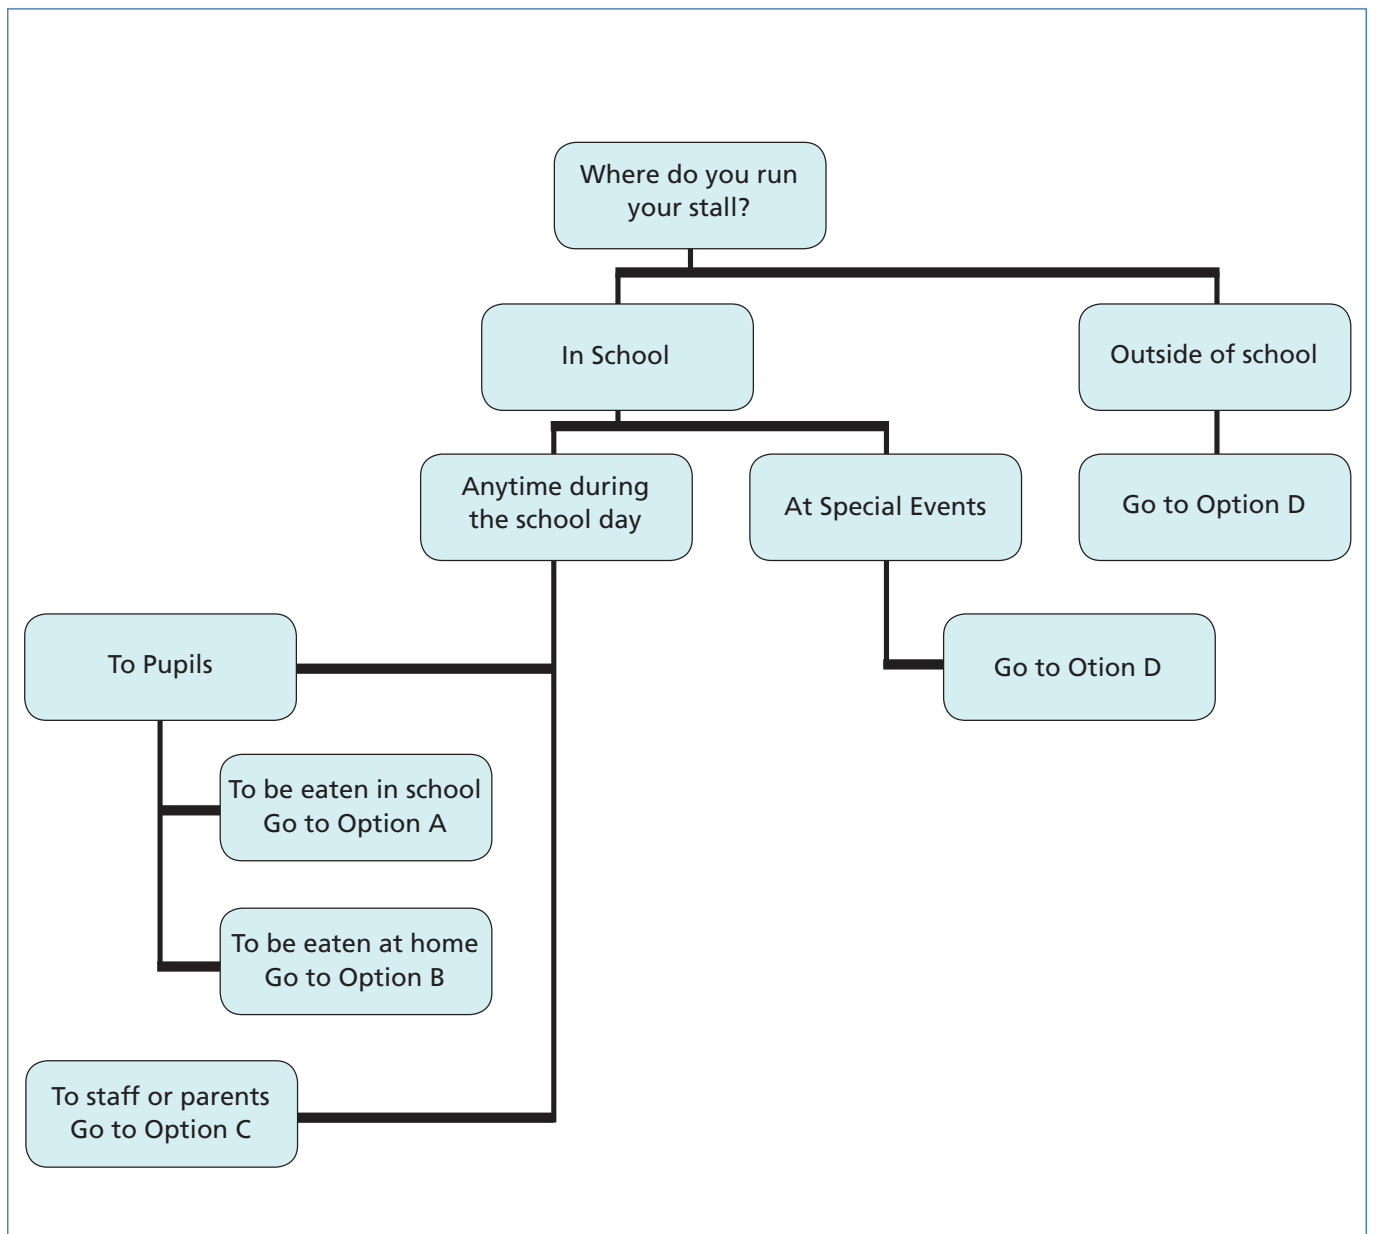 Where do you run
your stall?
In School
Outside of school
Anytime during
the school day
At Special Events
Go to Option D
To Pupils
Go to Otion D
To be eaten in school
Go to Option A
To be eaten at home
Go to Option B
To staff or parents
Go to Option C